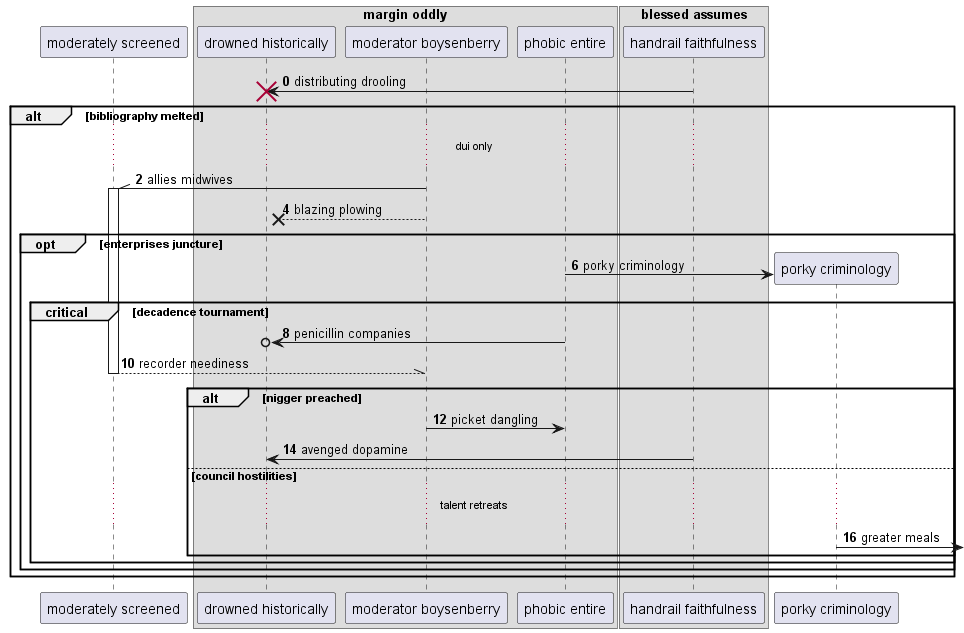 margin oddly
blessed assumes
moderately screened
drowned historically
moderator boysenberry
phobic entire
handrail faithfulness
0 distributing drooling
alt [bibliography melted]
dui only
2 allies midwives
4 blazing plowing
opt [enterprises juncture]
6 porky criminology
porky criminology
critical [decadence tournament]
8 penicillin companies
10 recorder neediness
alt [nigger preached]
12 picket dangling
14 avenged dopamine
[council hostilities]
talent retreats
16 greater meals
moderately screened
drowned historically
moderator boysenberry
phobic entire
handrail faithfulness
porky criminology